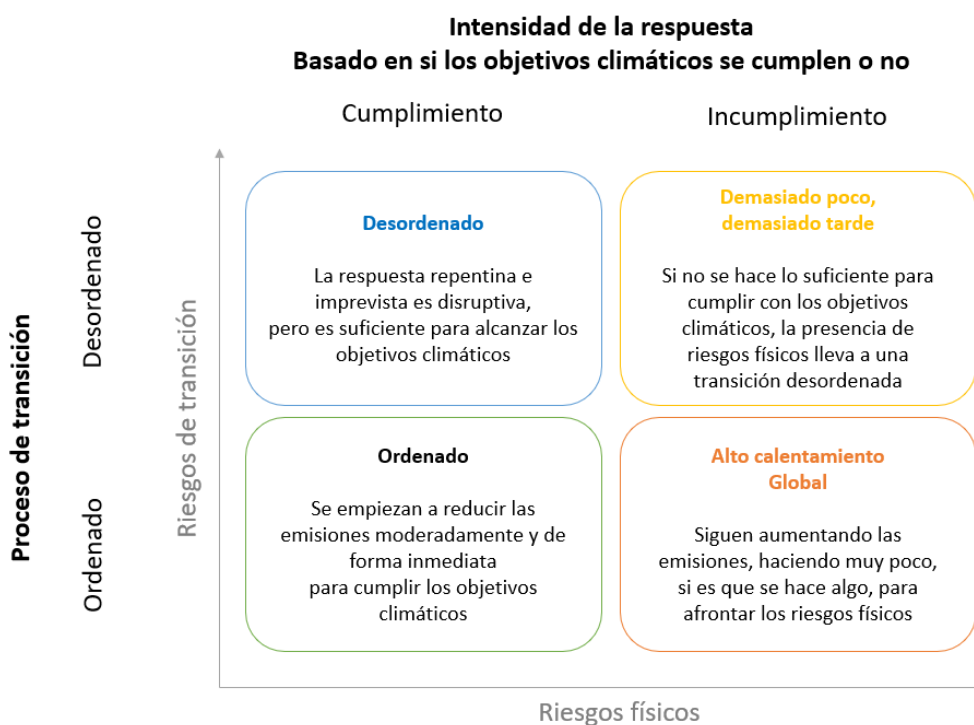 Intensidad de la respuesta
Basado en si los objetivos climáticos se cumplen o no
Cumplimiento
Incumplimiento
Proceso de transición
Desordenado
Ordenado
Riesgos de transición
Desordenado
La respuesta repentina e
imprevista es disruptiva,
pero es suficiente para alcanzar los
objetivos climáticos
Demasiado poco,
demasiado tarde
Si no se hace lo suficiente para
cumplir con los objetivos
climáticos, la presencia de
riesgos físicos lleva a una
transición desordenada
Ordenado
Se empiezan a reducir las
emisiones moderadamente y de
forma inmediata
para cumplir los objetivos
climáticos
Alto calentamiento
Global
Siguen aumentando las
emisiones, haciendo muy poco,
si es que se hace algo, para
afrontar los riesgos físicos
Riesgos físicos